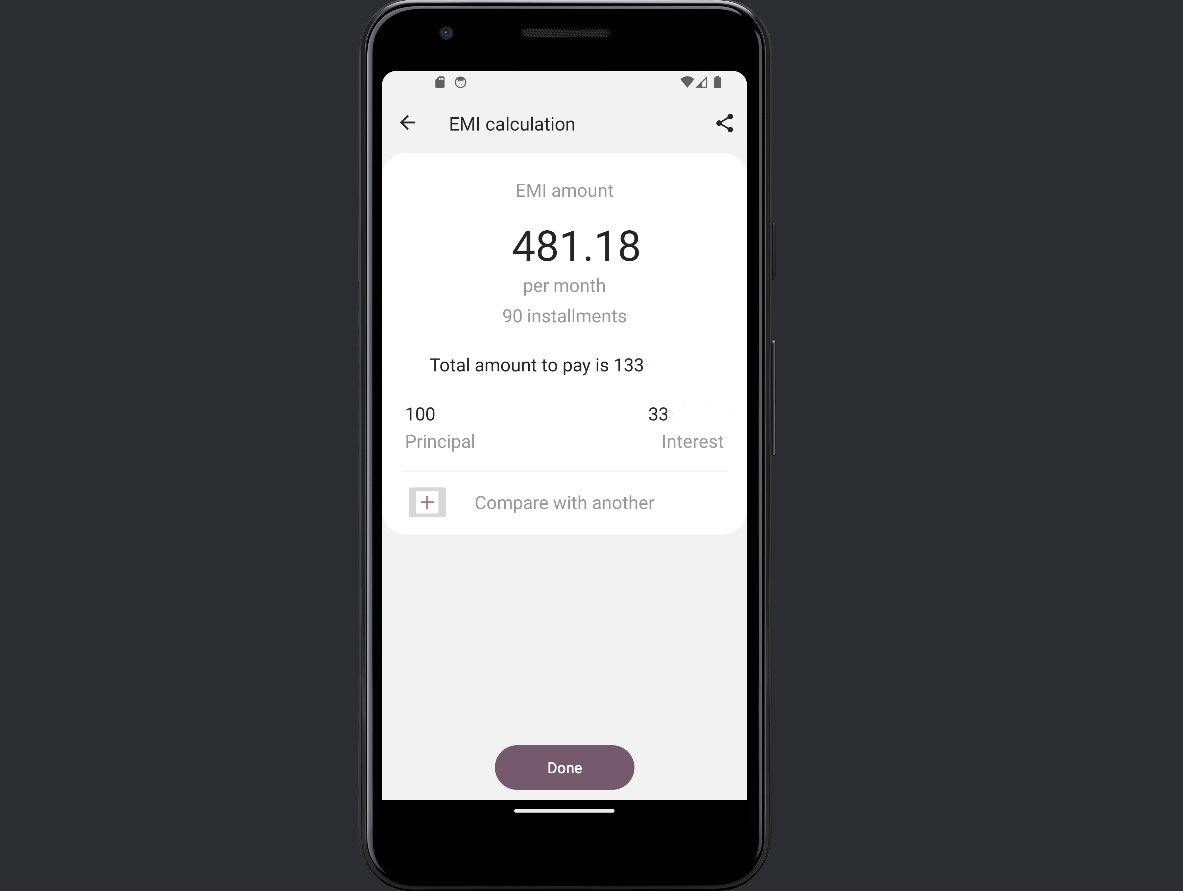 EMI calculation
EMI amount
481.18
per month
90 installments
Total amount to pay is 133
100 33
Principal Interest
Compare with another
Done